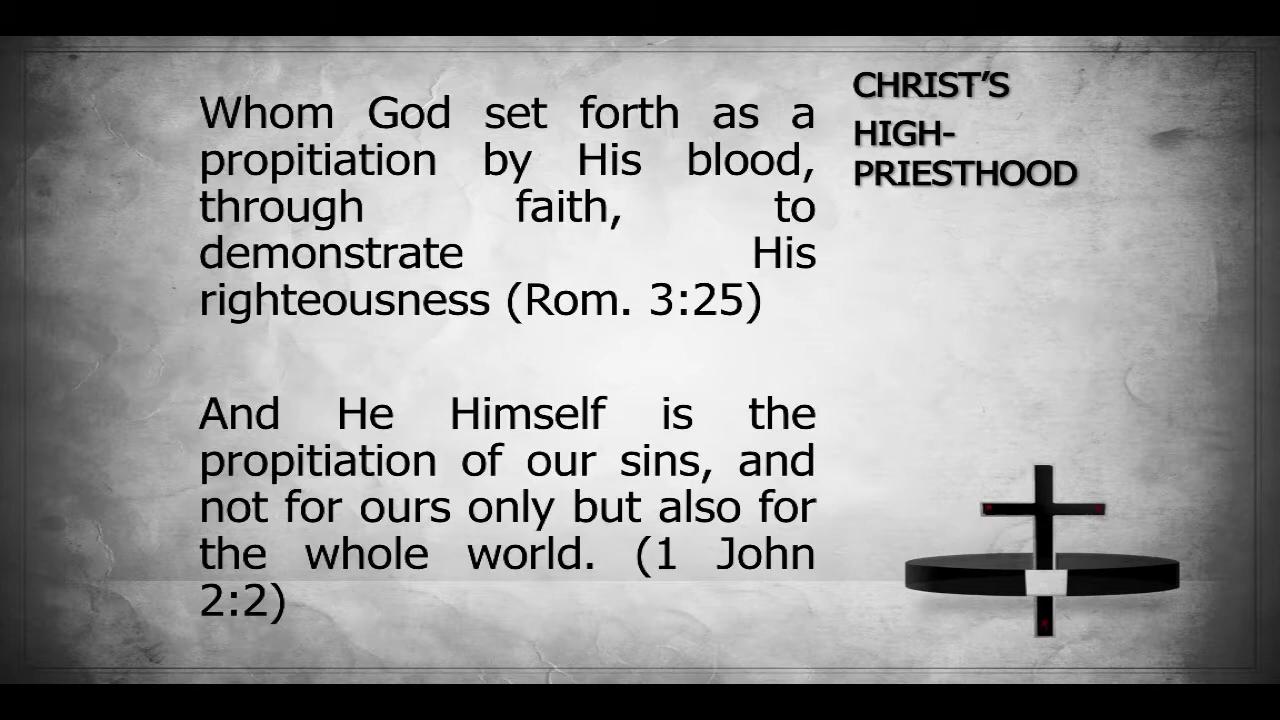 Whom God set forth as a
propitiation by His blood,
through faith, to
demonstrate His
righteousness (Rom. 3:25)
And He Himself is the
propitiation of our sins, and
not for ours only but also for
the whole world. (1 John
2:2)
CHRIST’S
HIGH-
PRIESTHOOD